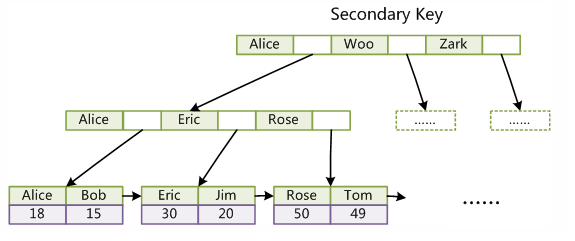 Secondary Key
Alice Woo Zark
Alice Eric Rose
...... ......
Alice Bob Eric Jim Rose Tom
18 15 30 20 50 49
......